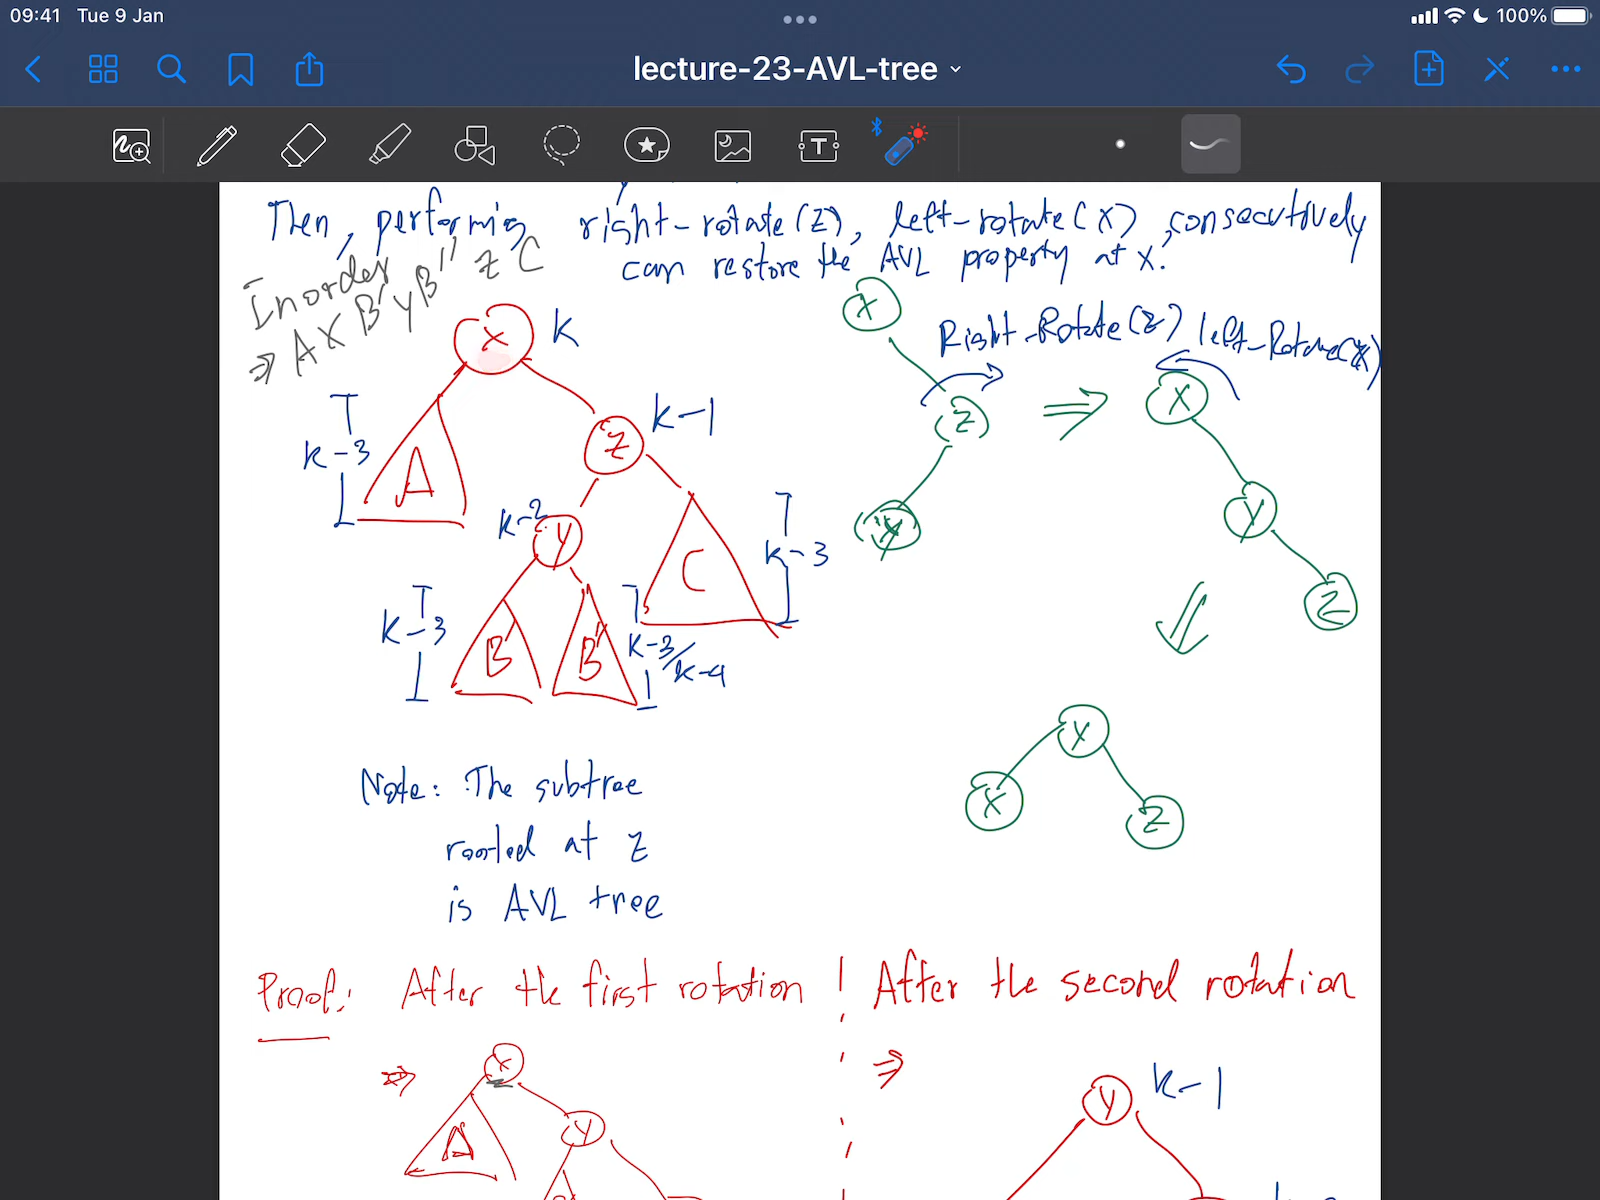 09:41 Tue 9 Jan
100%
lecture-23-AVL-tree
T
Then, performing right-rotate(z), left-rotate(x), consecutively
can restore the AVL property at x.
Inorder
⇒ A X B' y B'' z C
x k
z k-1
k-3
A
k-2
y
C
k-3
k-3
B'
B''
k-3/k-4
x
Right-Rotate(z) left-Rotate(x)
z
⇒
x
y
y
z
⇓
y
x
z
Note: The subtree
rooted at z
is AVL tree
Proof: After the first rotation After the second rotation
⇒ x
A
y
⇒ y k-1